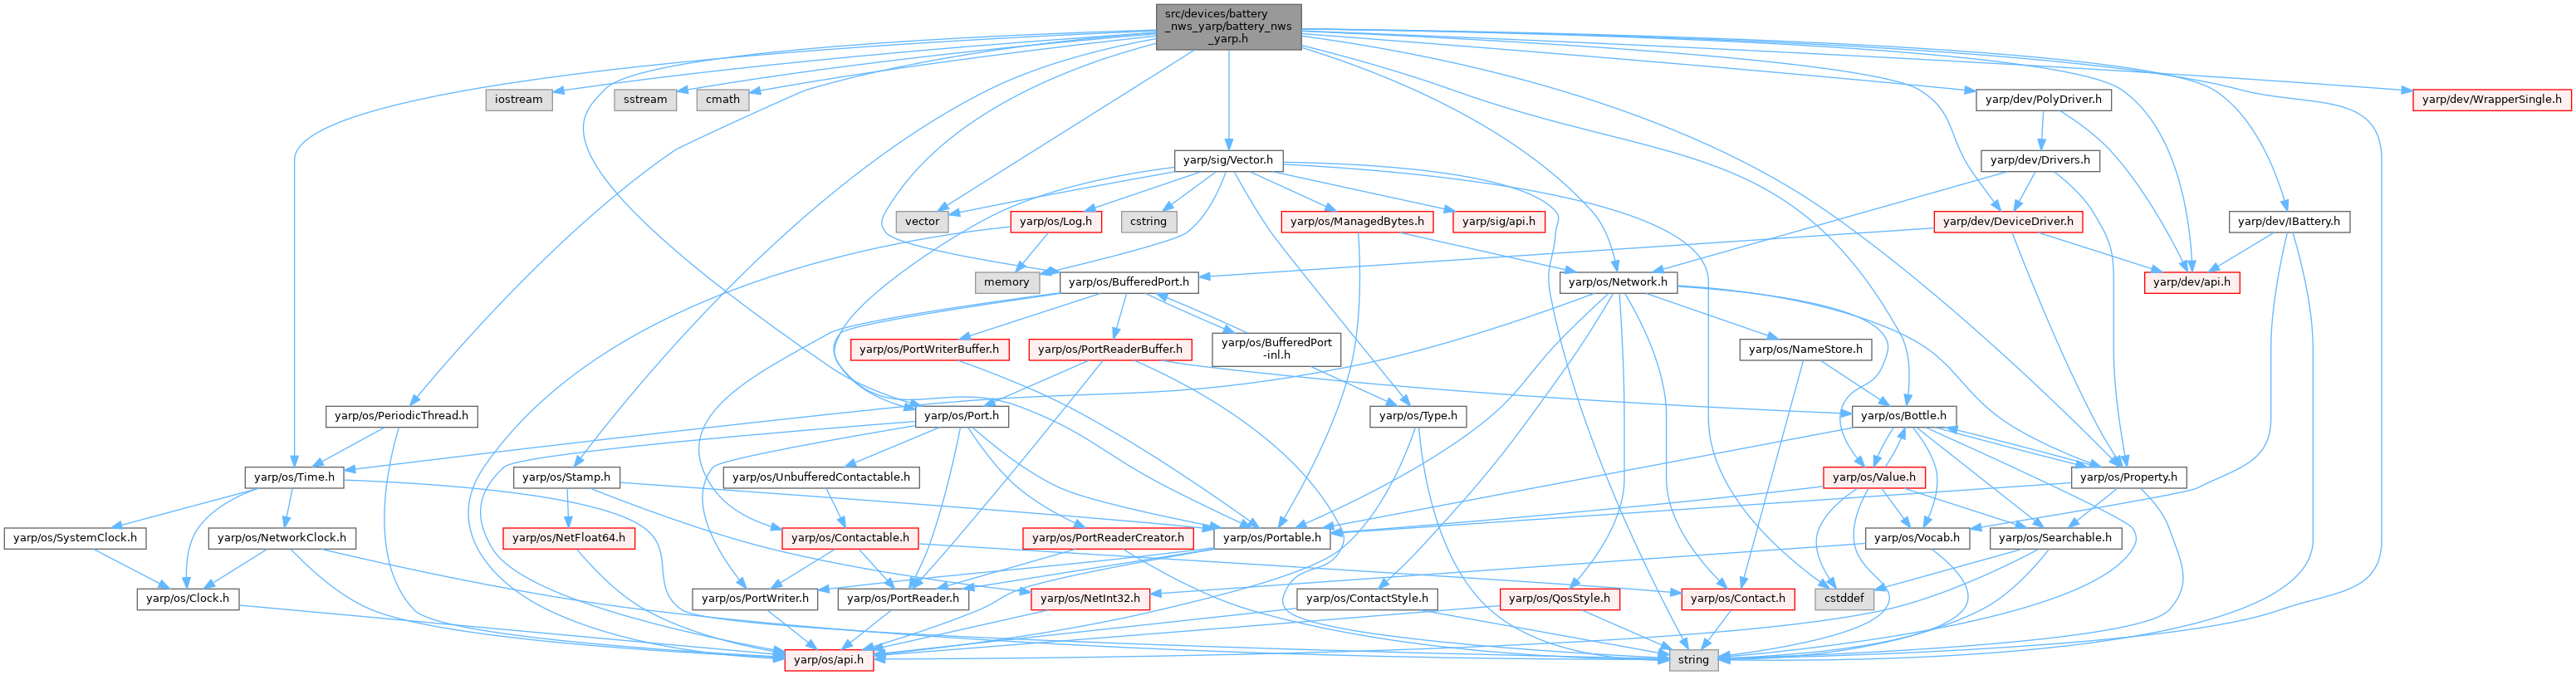 src/devices/battery
_nws_yarp/battery_nws
_yarp.h
iostream
sstream
cmath
yarp/dev/PolyDriver.h
yarp/dev/WrapperSingle.h
yarp/sig/Vector.h
yarp/dev/Drivers.h
vector
yarp/os/Log.h
cstring
yarp/os/ManagedBytes.h
yarp/sig/api.h
yarp/dev/DeviceDriver.h
yarp/dev/IBattery.h
memory
yarp/os/BufferedPort.h
yarp/os/Network.h
yarp/dev/api.h
yarp/os/PortWriterBuffer.h
yarp/os/PortReaderBuffer.h
yarp/os/BufferedPort
-inl.h
yarp/os/NameStore.h
yarp/os/PeriodicThread.h
yarp/os/Port.h
yarp/os/Type.h
yarp/os/Bottle.h
yarp/os/Time.h
yarp/os/Stamp.h
yarp/os/UnbufferedContactable.h
yarp/os/Value.h
yarp/os/Property.h
yarp/os/SystemClock.h
yarp/os/NetworkClock.h
yarp/os/NetFloat64.h
yarp/os/Contactable.h
yarp/os/PortReaderCreator.h
yarp/os/Portable.h
yarp/os/Vocab.h
yarp/os/Searchable.h
yarp/os/Clock.h
yarp/os/PortWriter.h
yarp/os/PortReader.h
yarp/os/NetInt32.h
yarp/os/ContactStyle.h
yarp/os/QosStyle.h
yarp/os/Contact.h
cstddef
yarp/os/api.h
string